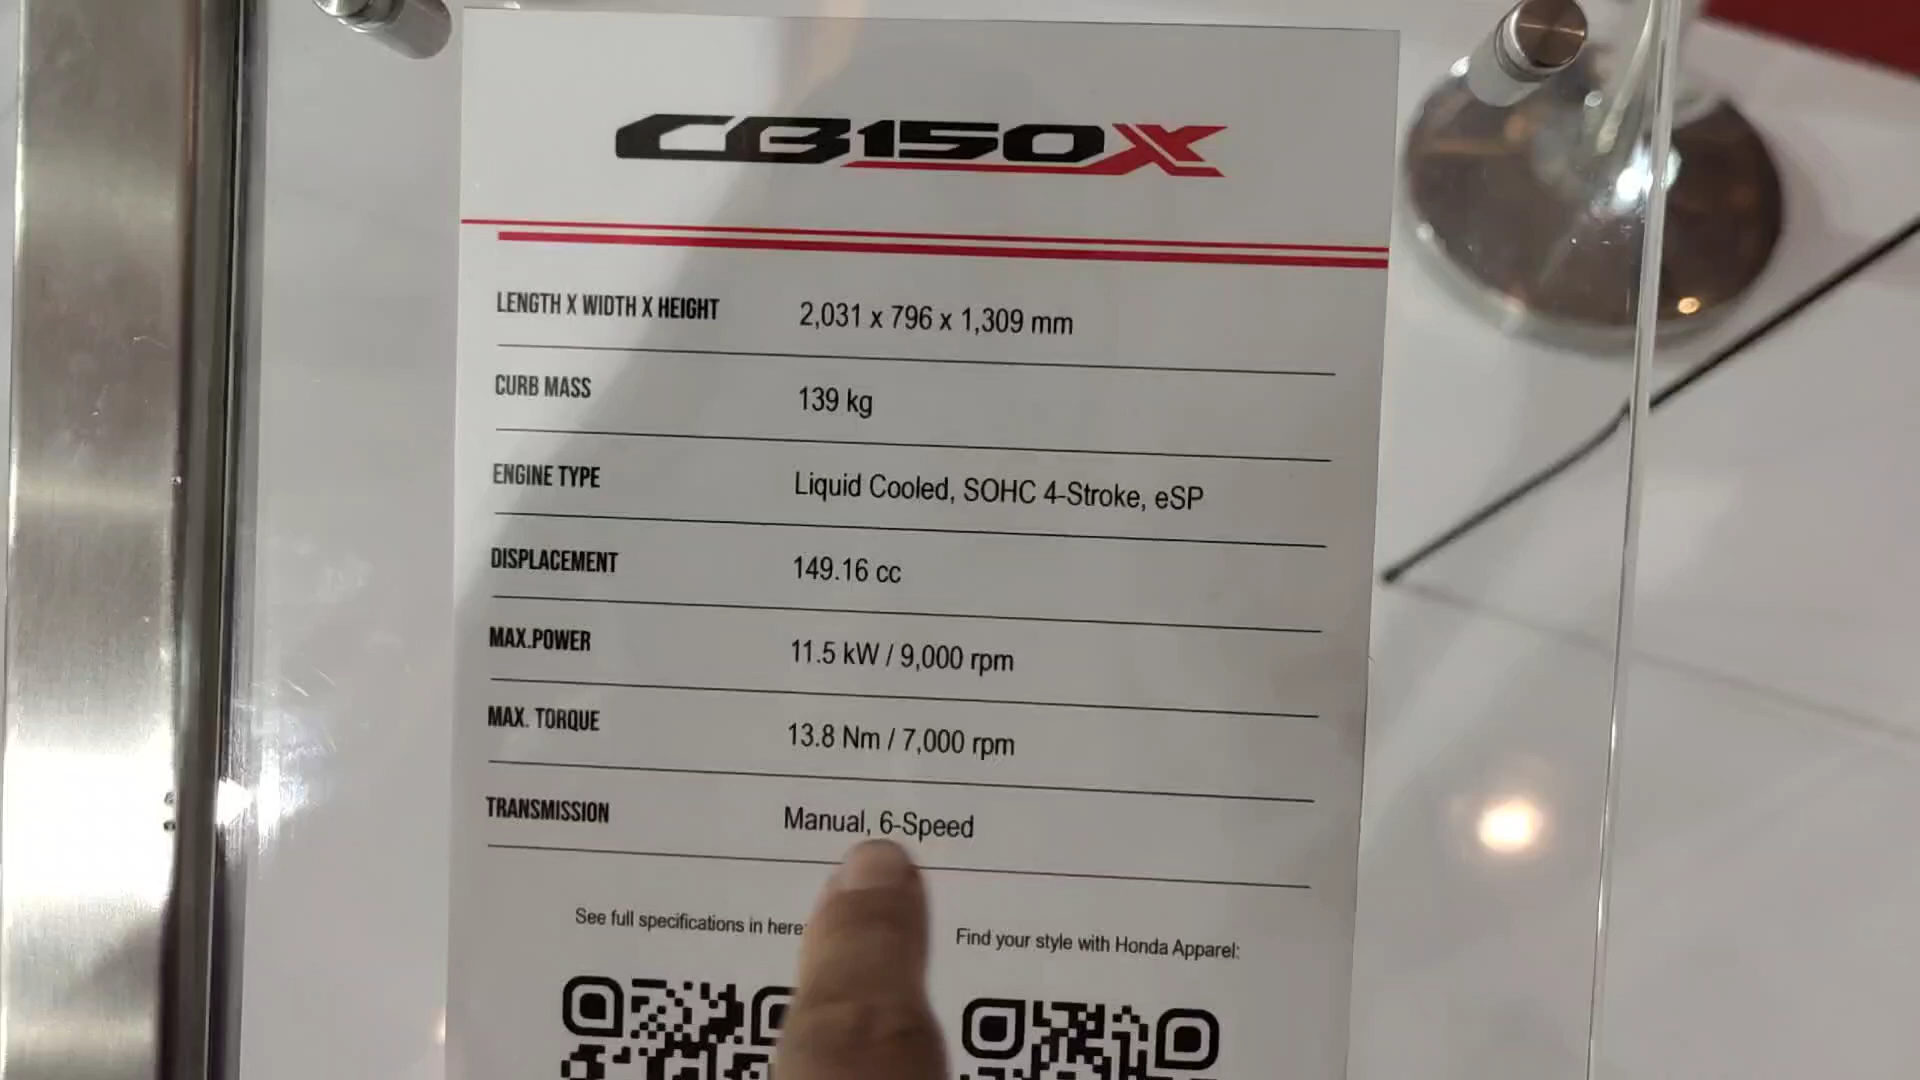 CB150X
LENGTH X WIDTH X HEIGHT 2,031 x 796 x 1,309 mm
CURB MASS 139 kg
ENGINE TYPE Liquid Cooled, SOHC 4-Stroke, eSP
DISPLACEMENT 149.16 cc
MAX.POWER 11.5 kW / 9,000 rpm
MAX. TORQUE 13.8 Nm / 7,000 rpm
TRANSMISSION Manual, 6-Speed
See full specifications in here:
Find your style with Honda Apparel: